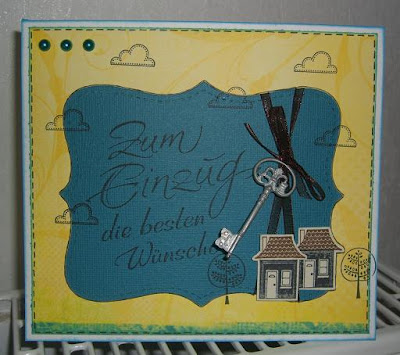 Zum
Einzug
die besten
Wünsche